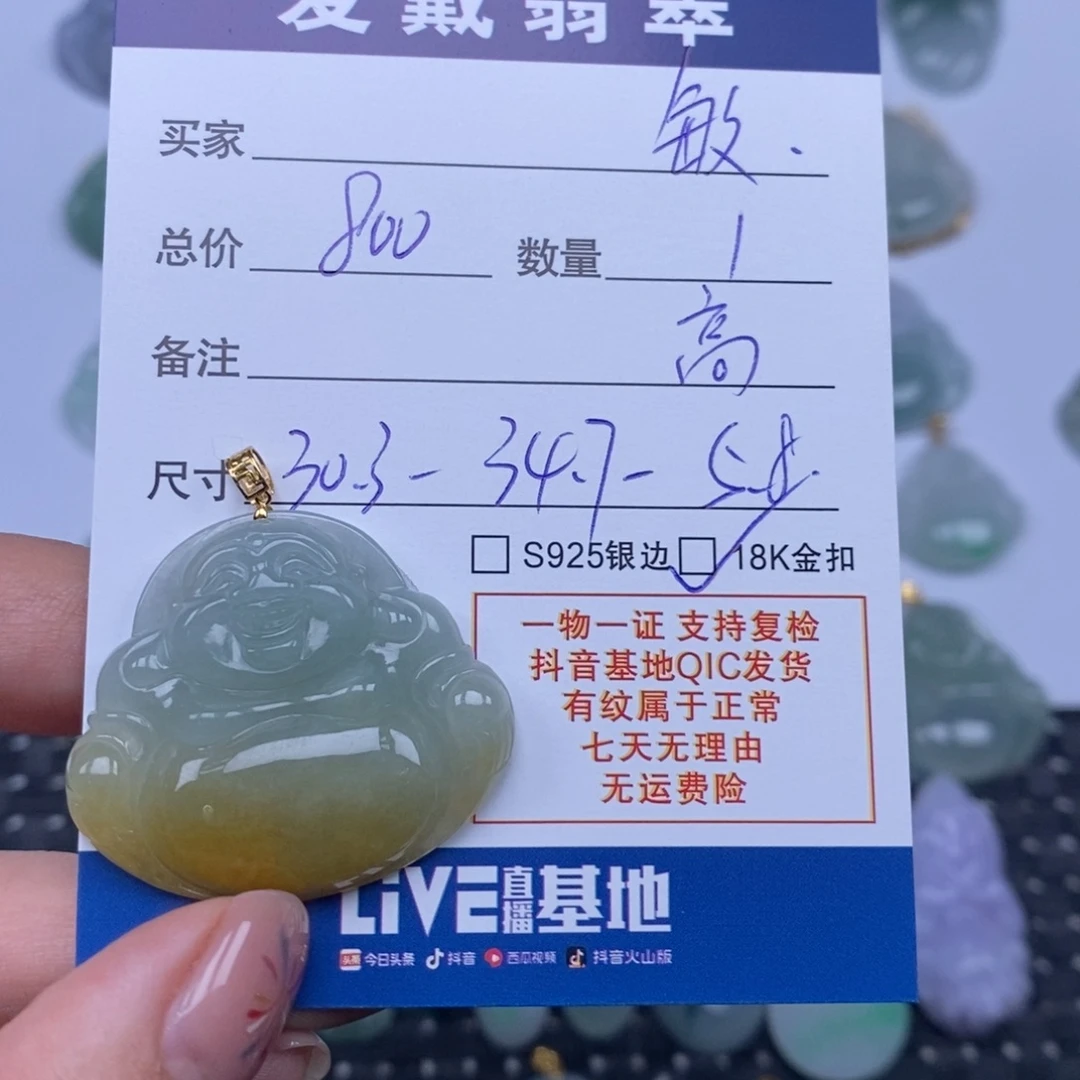 爱戴翡翠
买家 敏.
总价 800 数量 1
备注 高
尺寸 30.3- 34.7- 5.8.
S925银边 18K金扣
一物一证 支持复检
抖音基地QIC发货
有纹属于正常
七天无理由
无运费险
LIVE直播基地
头条 今日头条 抖音 西瓜视频 抖音火山版